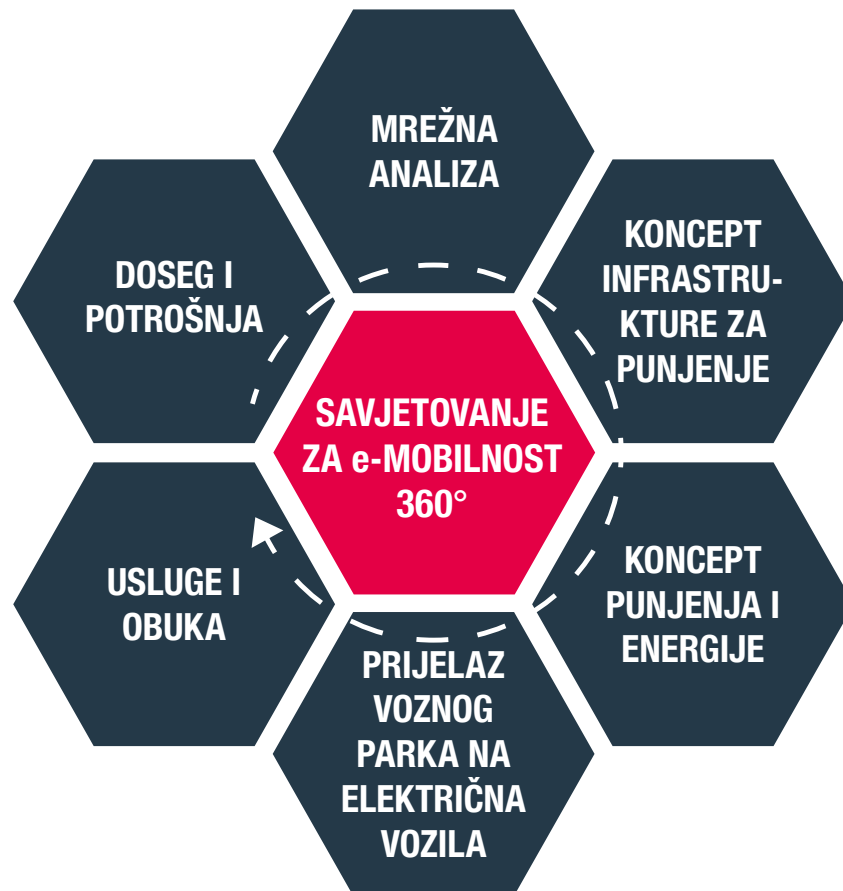 MREŽNA
ANALIZA
KONCEPT
INFRASTRU-
KTURE ZA
PUNJENJE
KONCEPT
PUNJENJA I
ENERGIJE
PRIJELAZ
VOZNOG
PARKA NA
ELEKTRIČNA
VOZILA
USLUGE I
OBUKA
DOSEG I
POTROŠNJA
SAVJETOVANJE
ZA e-MOBILNOST
360°